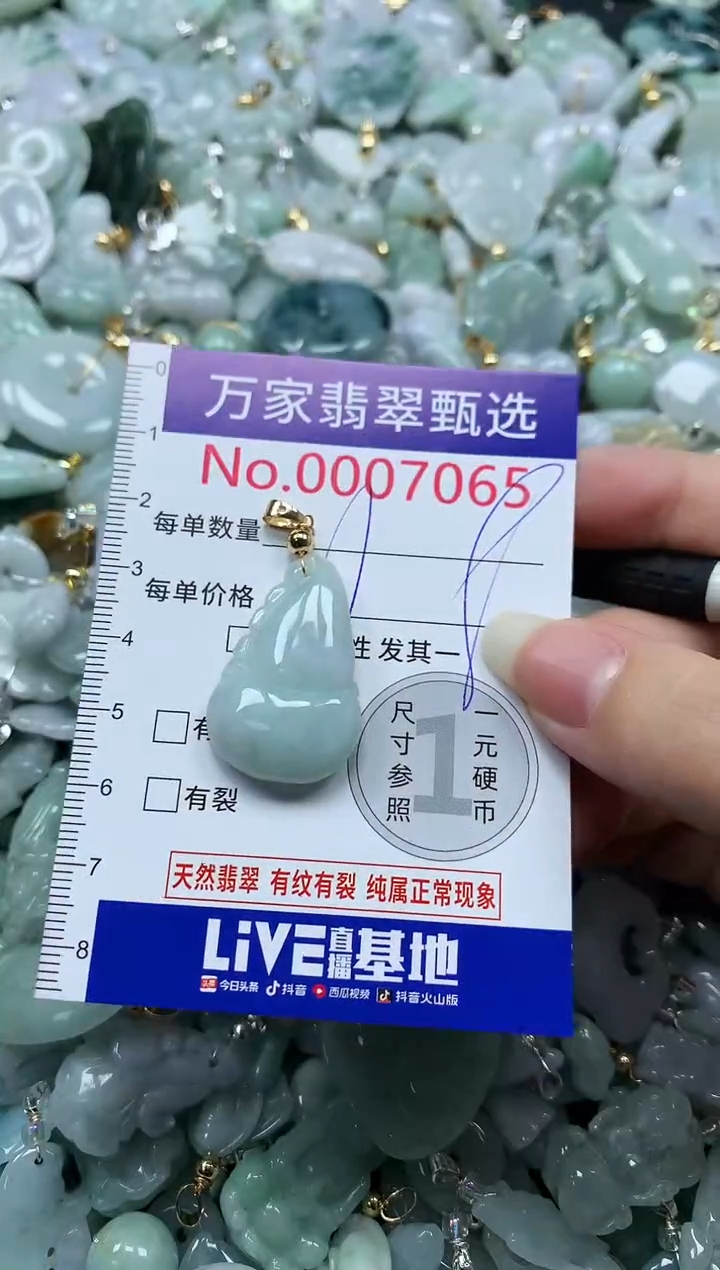 万家翡翠甄选
No.0007065
每单数量
每单价格
性发其一
有
有裂
尺寸参照
1
一元硬币
天然翡翠 有纹有裂 纯属正常现象
LiVE直播基地
头条 今日头条 抖音 西瓜视频 抖音火山版
0
1
2
3
4
5
6
7
8